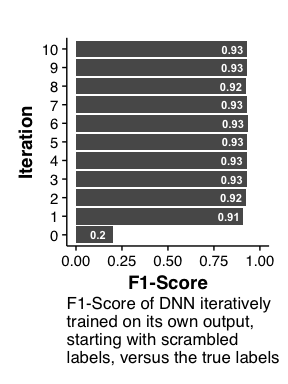 Iteration
10 0.93
9 0.93
8 0.92
7 0.93
6 0.93
5 0.93
4 0.93
3 0.93
2 0.92
1 0.91
0 0.2
0.00 0.25 0.50 0.75 1.00
F1-Score
F1-Score of DNN iteratively
trained on its own output,
starting with scrambled
labels, versus the true labels